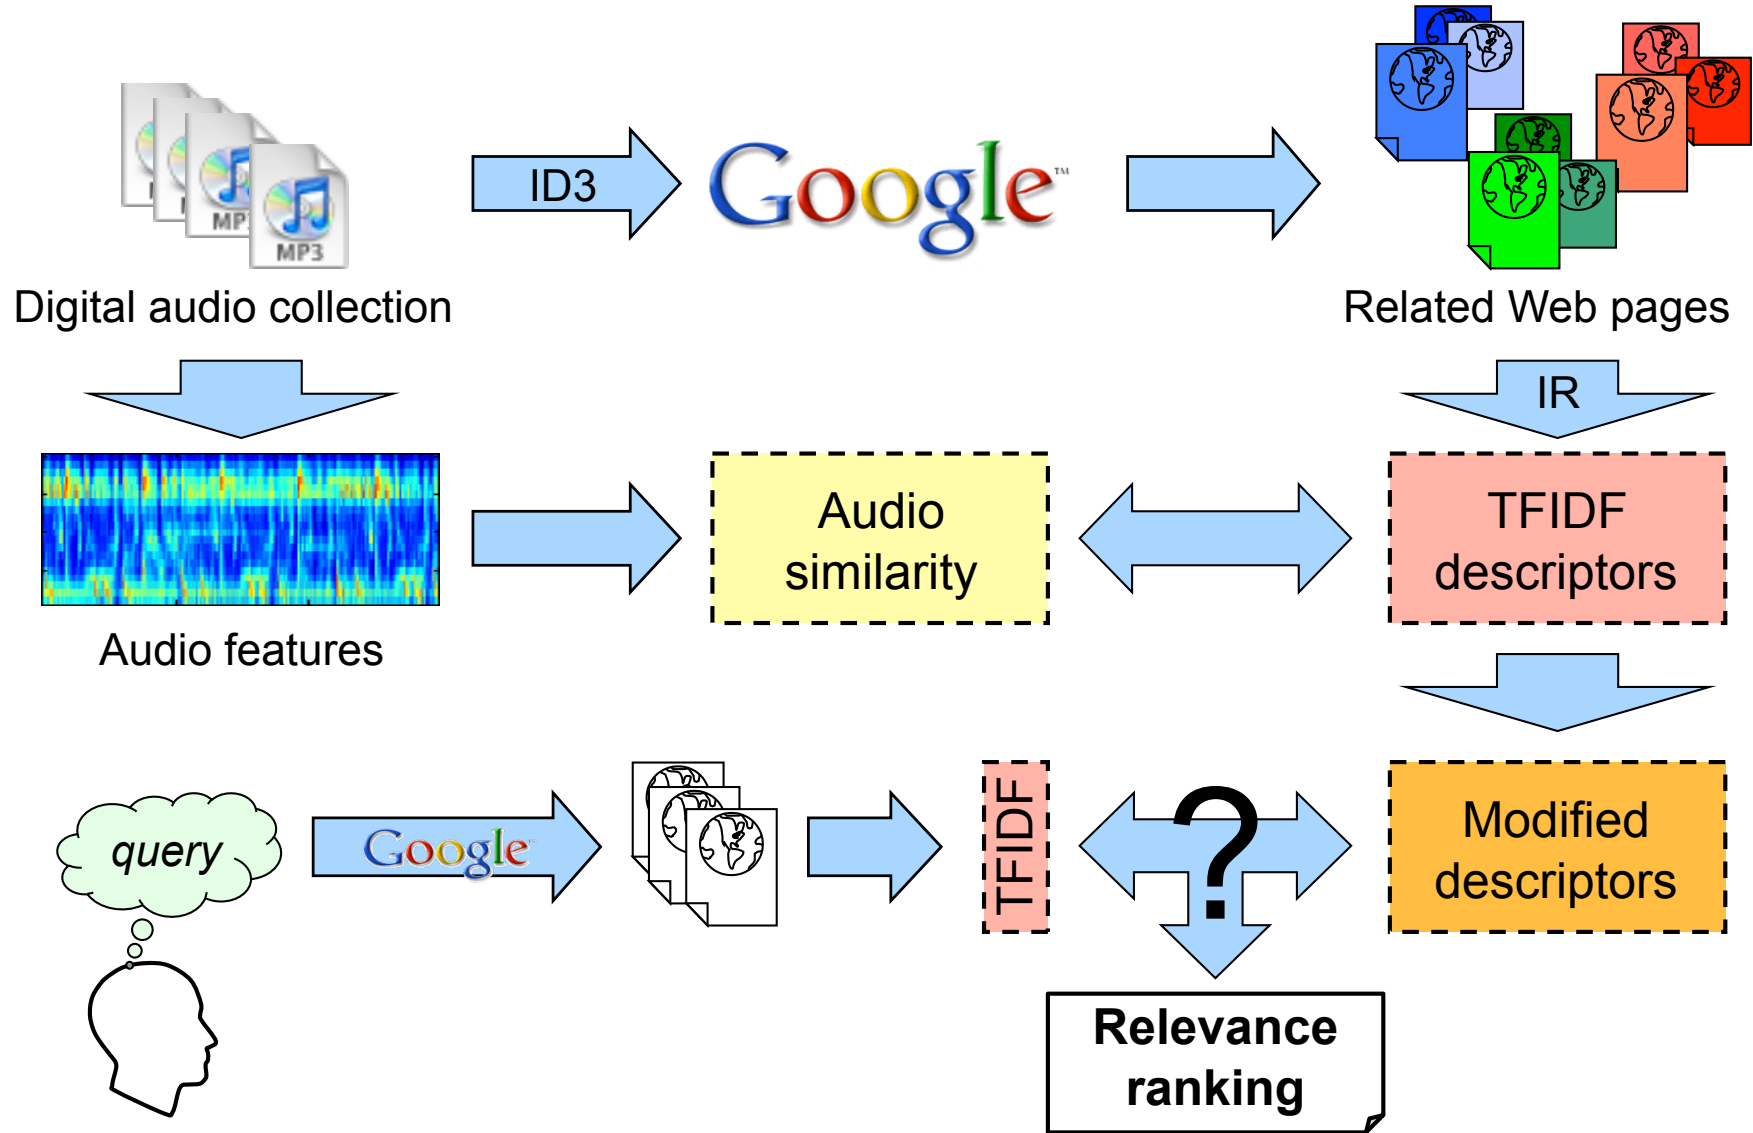 MP3
ID3
Google™
Digital audio collection
Related Web pages
IR
Audio
similarity
TFIDF
descriptors
Audio features
query
Google
TFIDF
?
Modified
descriptors
Relevance
ranking